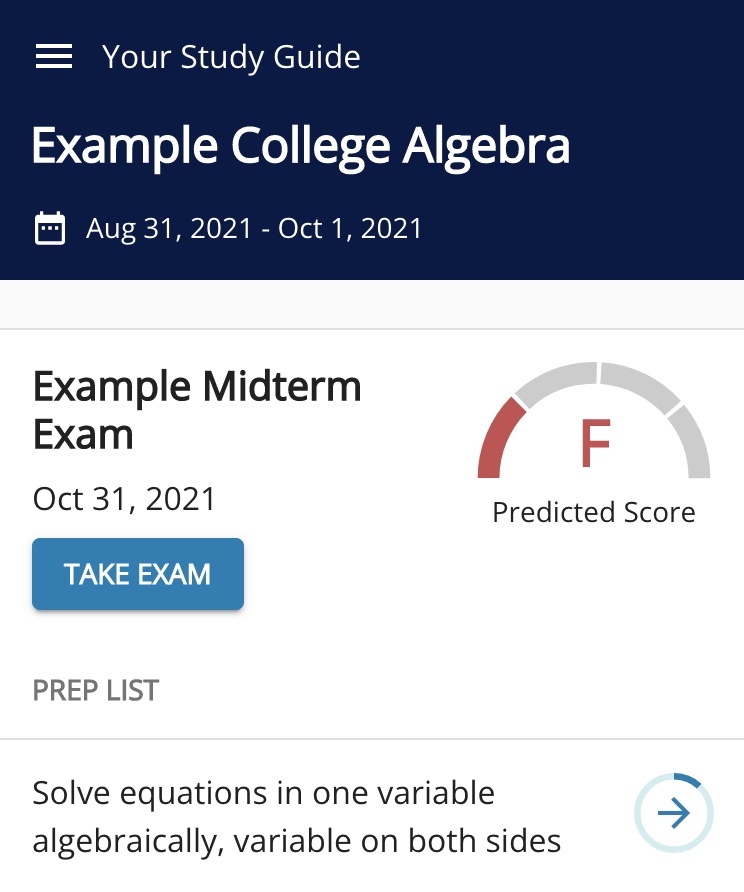 Your Study Guide
Example College Algebra
Aug 31, 2021 - Oct 1, 2021
Example Midterm
Exam
Oct 31, 2021
F
Predicted Score
TAKE EXAM
PREP LIST
Solve equations in one variable
algebraically, variable on both sides